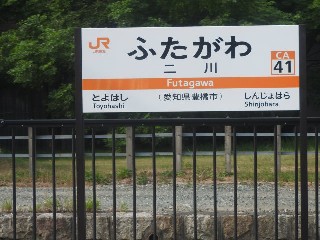 JR
ふたがわ
CA
41
二川
Futagawa
とよはし
(愛知県豊橋市)
しんじょはら
Toyohashi
Shinjohara